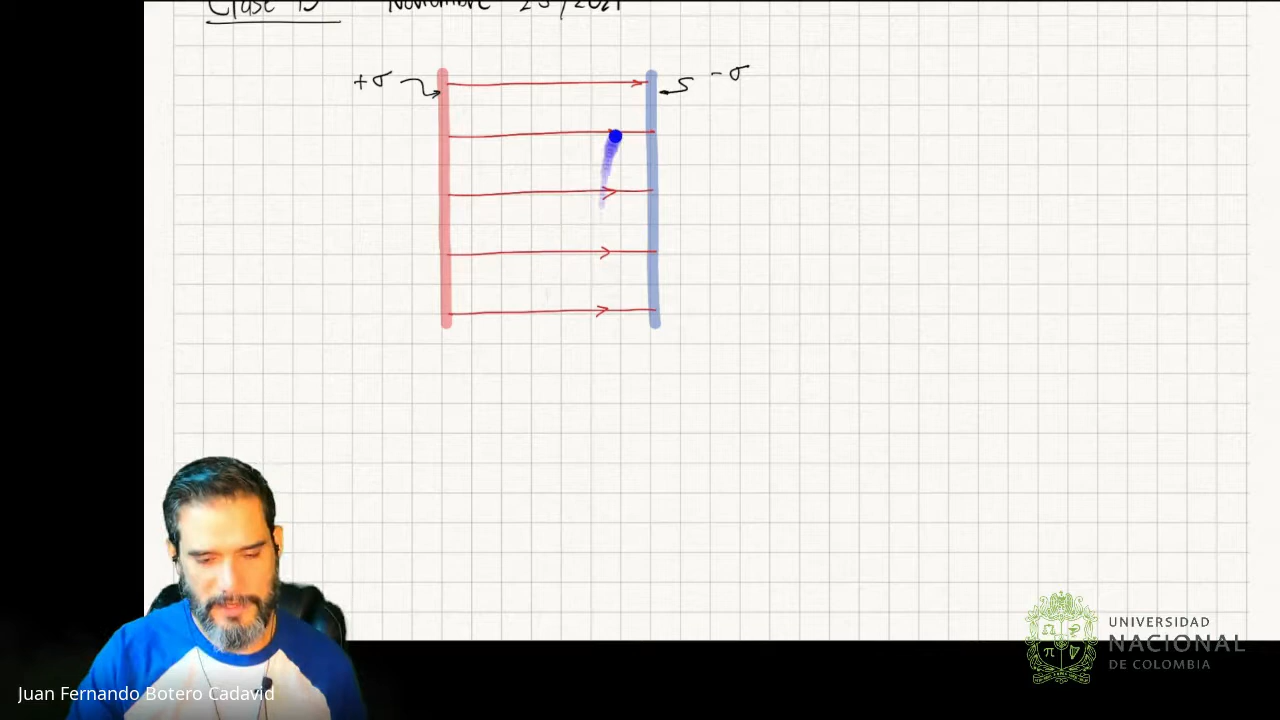 Clase 15 Noviembre 23/2021
+σ
-σ
UNIVERSIDAD
NACIONAL
DE COLOMBIA
Juan Fernando Botero Cadavid